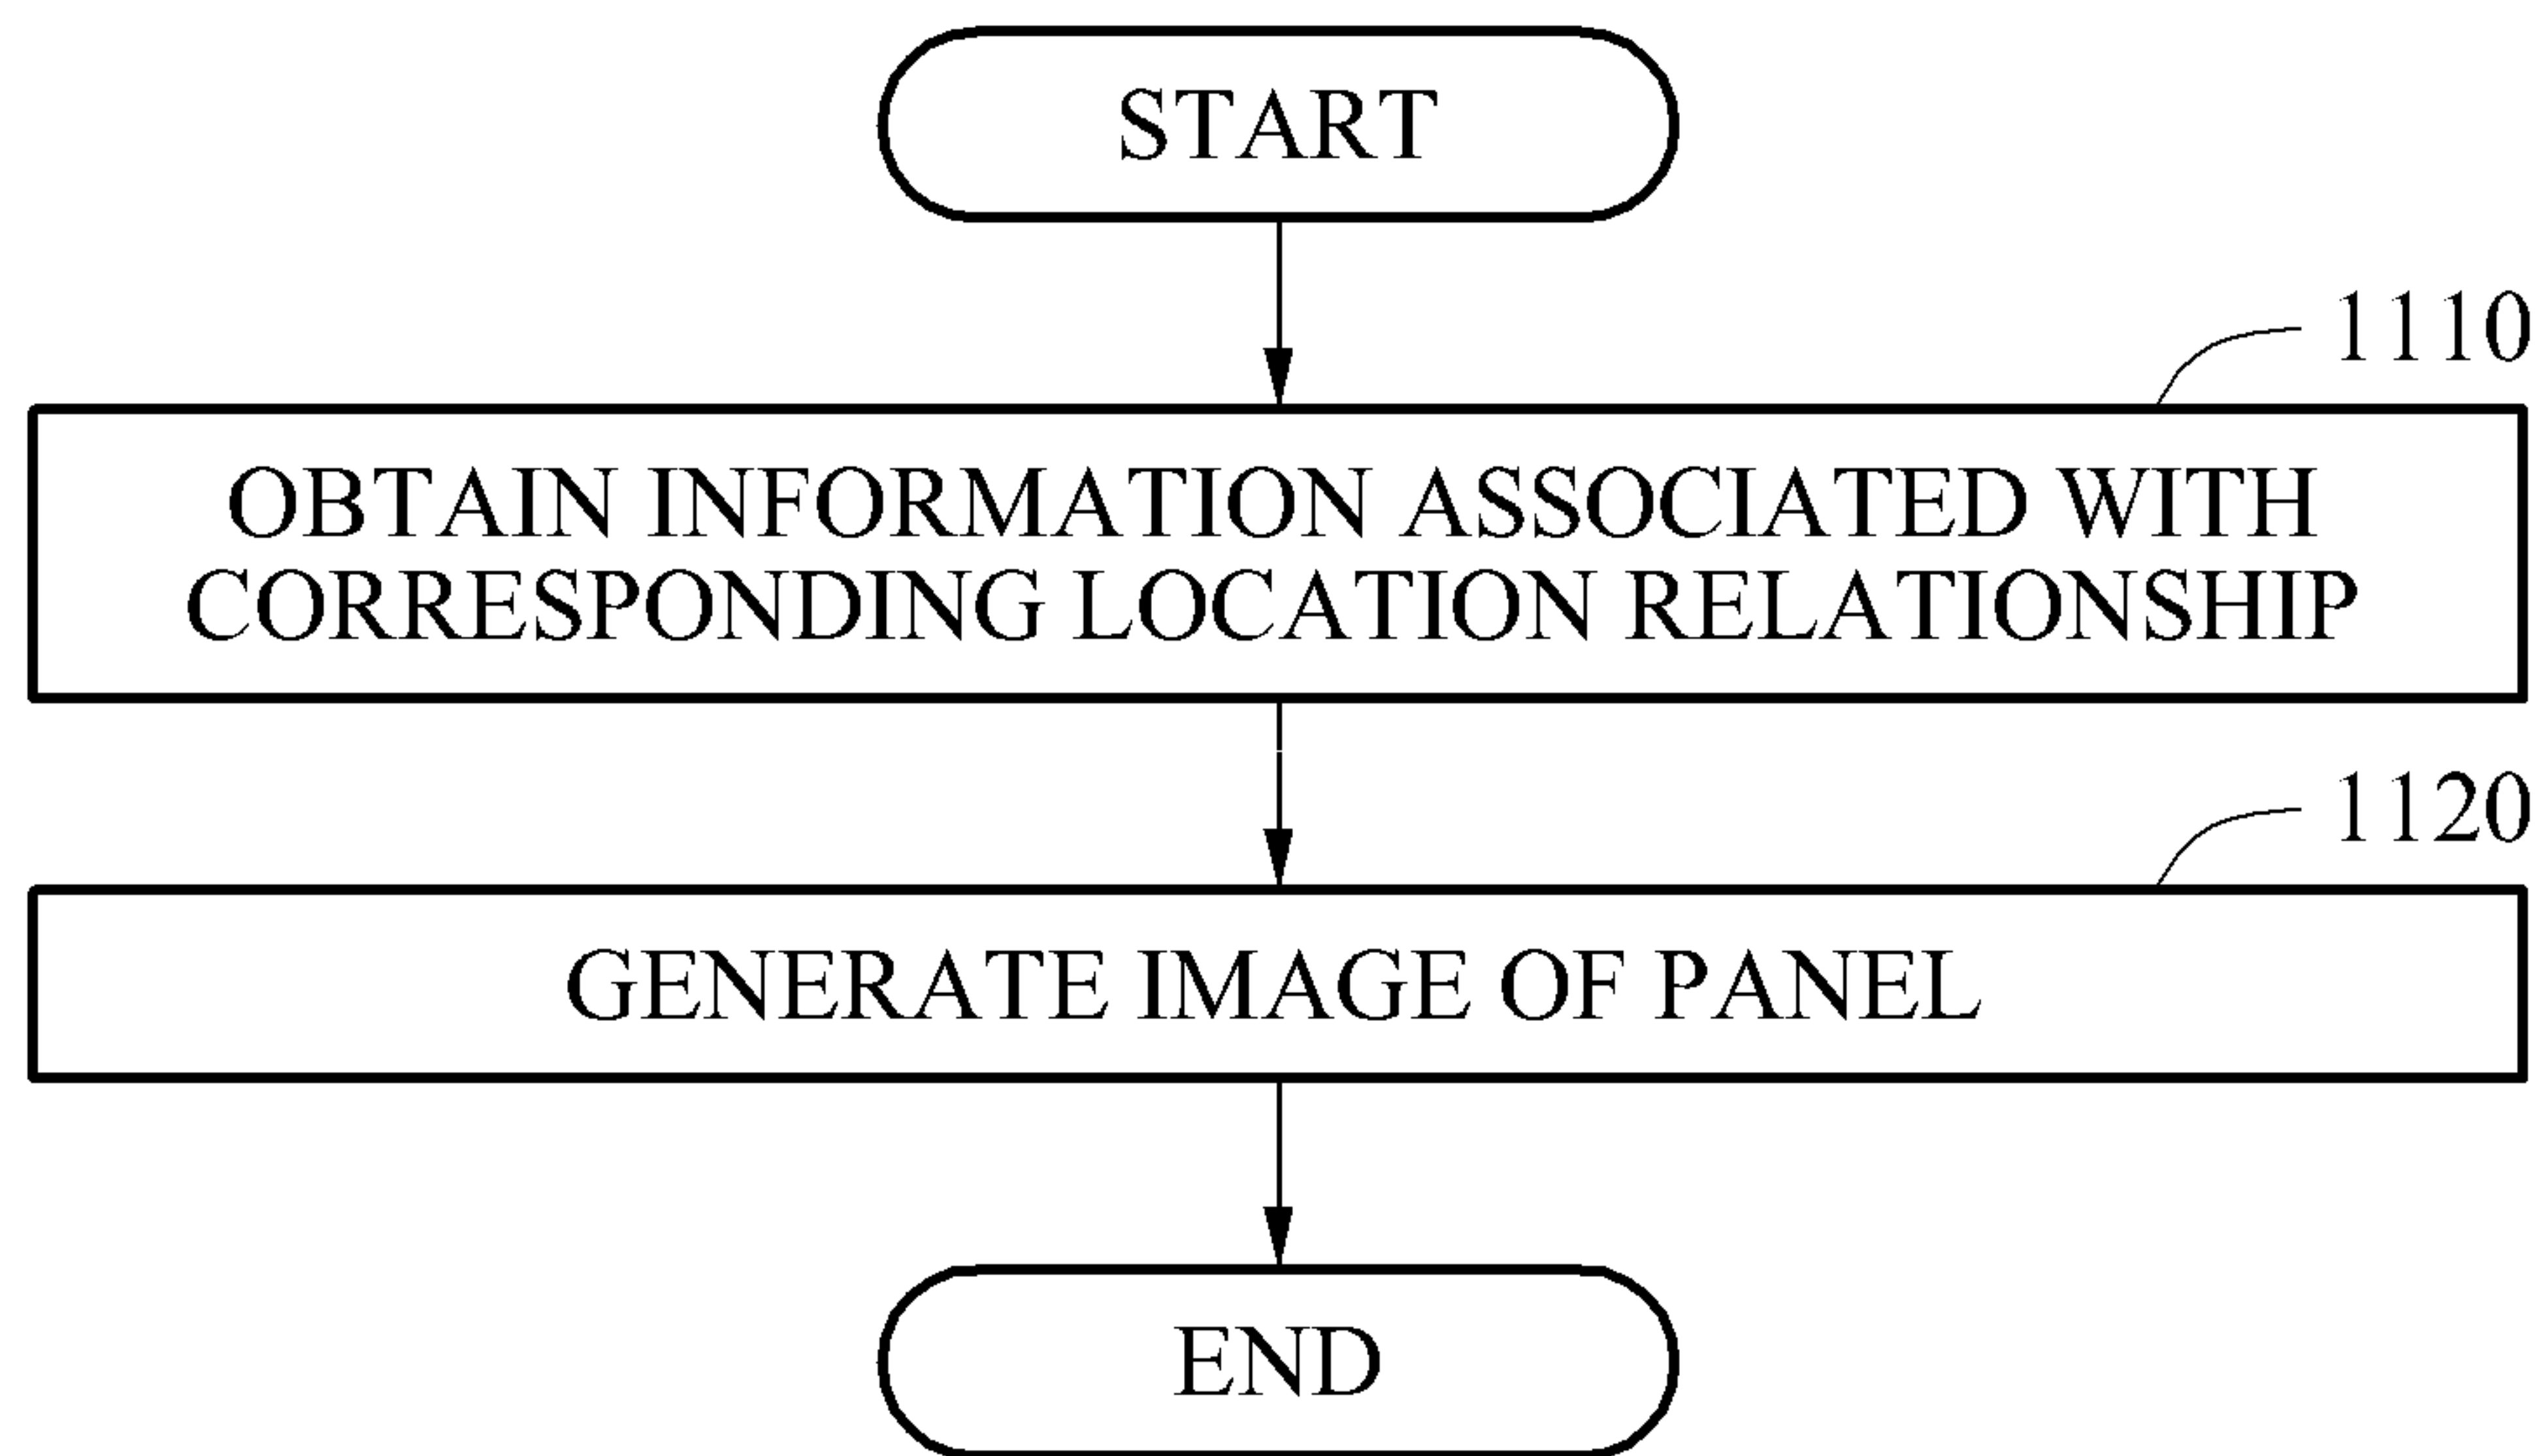 START
1110
OBTAIN INFORMATION ASSOCIATED WITH
CORRESPONDING LOCATION RELATIONSHIP
1120
GENERATE IMAGE OF PANEL
END